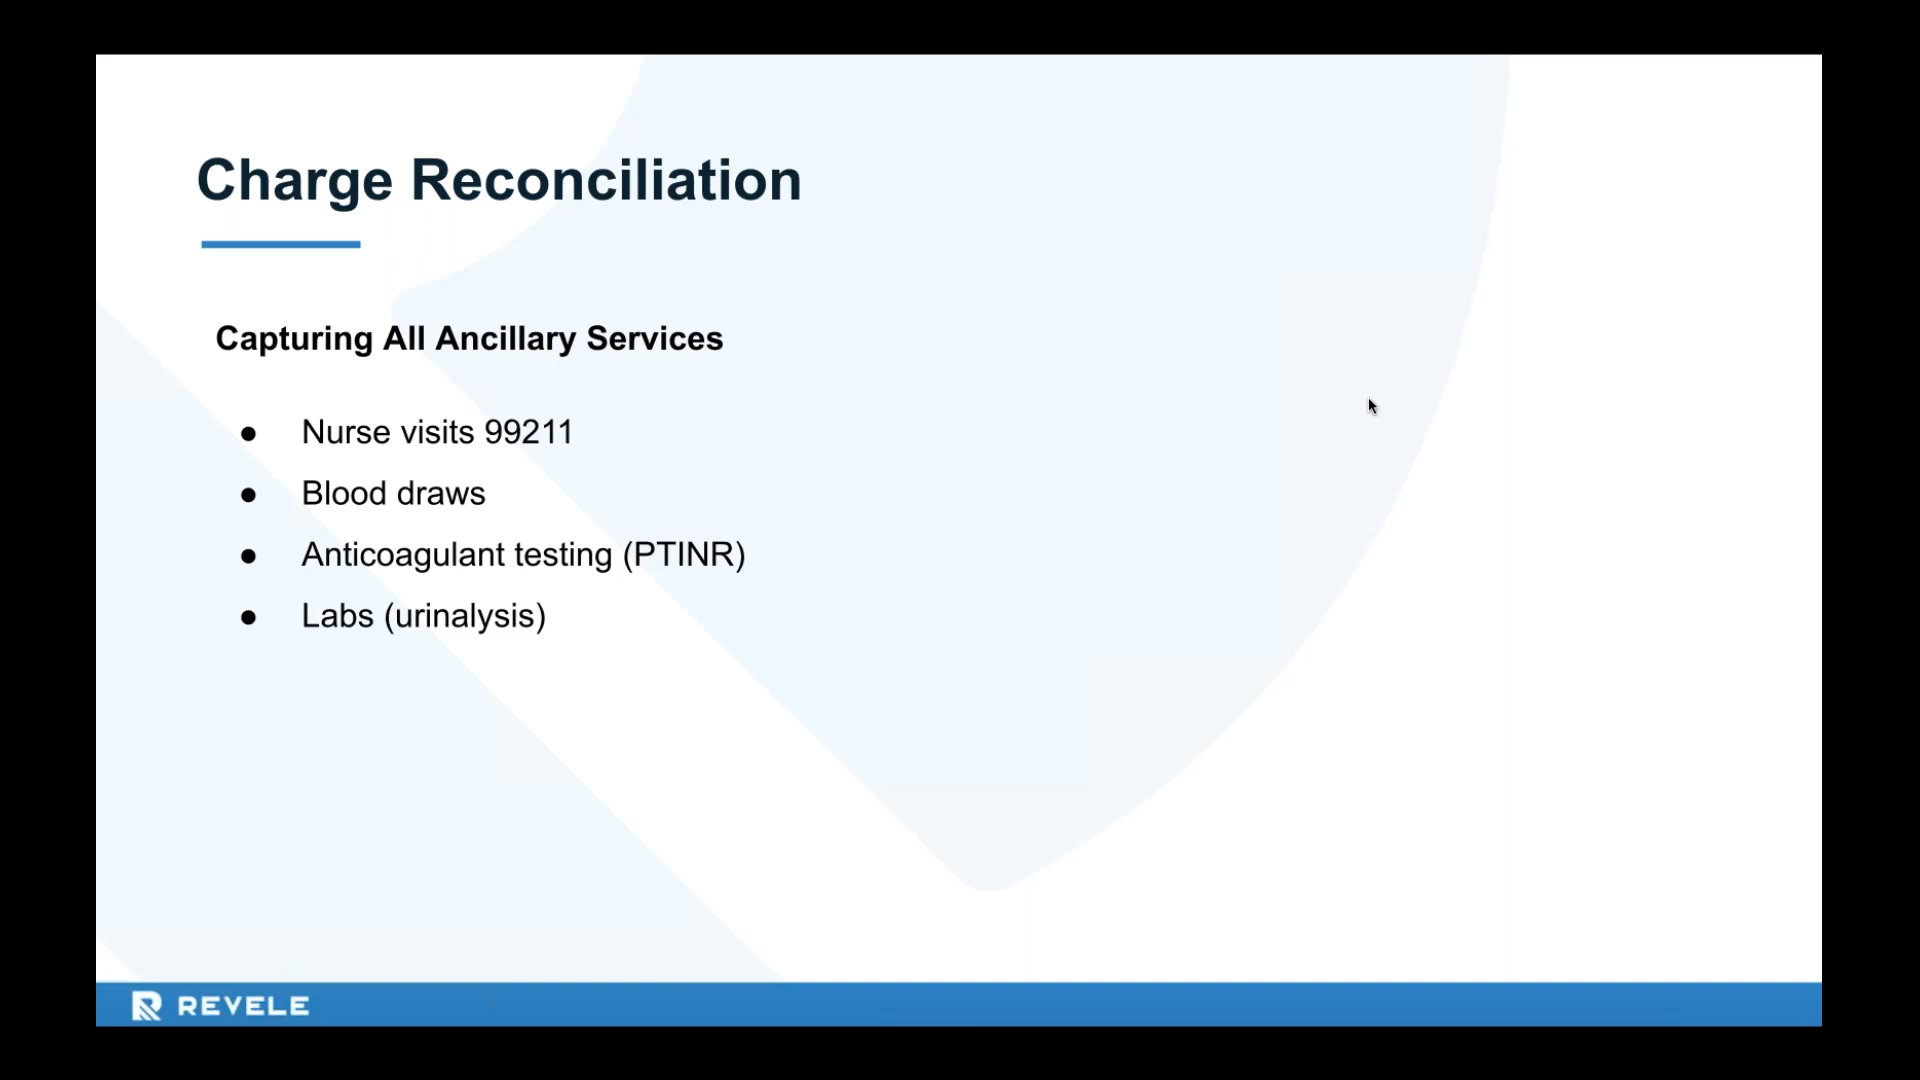 Charge Reconciliation
Capturing All Ancillary Services
● Nurse visits 99211
● Blood draws
● Anticoagulant testing (PTINR)
● Labs (urinalysis)
REVELE